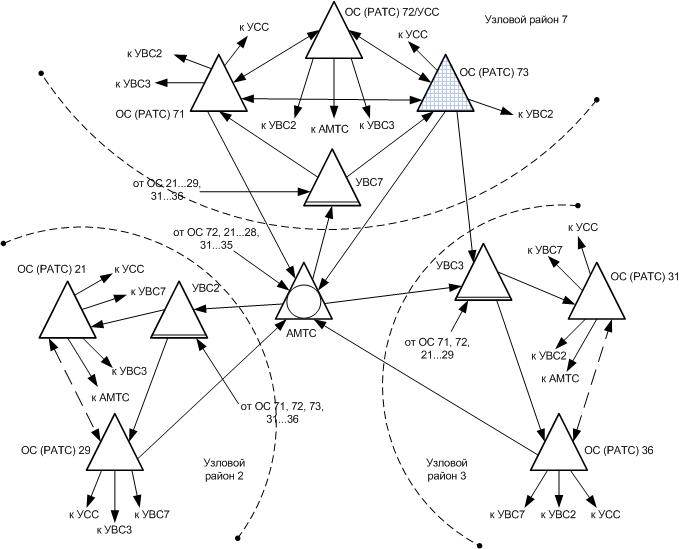 ОС (РАТС) 72/УСС
Узловой район 7
к УСС
к УСС
к УВС2
к УВС3
ОС (РАТС) 73
ОС (РАТС) 71
к УВС2
к АМТС
к УВС3
к УВС2
от ОС 21...29,
31...36
УВС7
от ОС 72, 21...28,
31...35
ОС (РАТС) 21
к УСС
к УВС7
УВС2
АМТС
УВС3
к УСС
к УВС7
ОС (РАТС) 31
к УВС3
к АМТС
от ОС 71, 72,
21...29
к УВС2
к АМТС
от ОС 71, 72, 73,
31...36
ОС (РАТС) 29
Узловой
район 2
Узловой
район 3
ОС (РАТС) 36
к УСС
к УВС3
к УВС7
к УВС7
к УВС2
к УСС